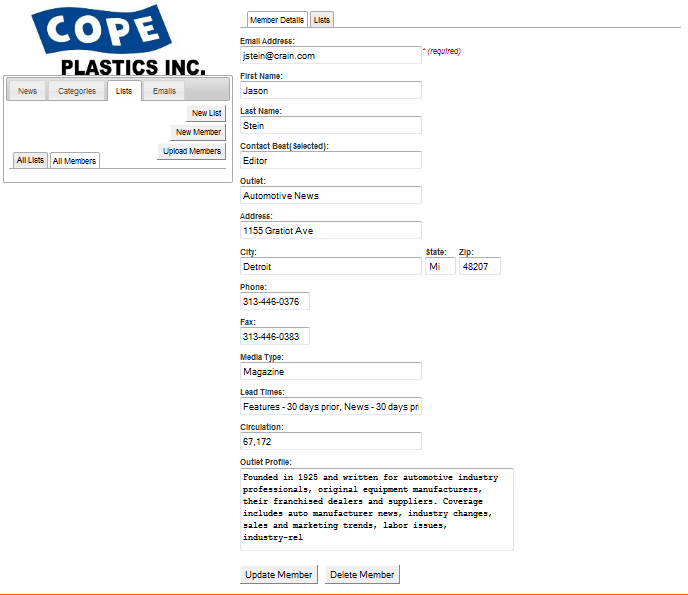 COPE
PLASTICS INC.
News Categories Lists Emails
New List
New Member
Upload Members
All Lists All Members
Member Details Lists
Email Address:
jstein@crain.com * (required)
First Name:
Jason
Last Name:
Stein
Contact Beat(Selected):
Editor
Outlet:
Automotive News
Address:
1155 Gratiot Ave
City: State: Zip:
Detroit Mi 48207
Phone:
313-446-0376
Fax:
313-446-0383
Media Type:
Magazine
Lead Times:
Features - 30 days prior, News - 30 days pri
Circulation:
67,172
Outlet Profile:
Founded in 1925 and written for automotive industry
professionals, original equipment manufacturers,
their franchised dealers and suppliers. Coverage
includes auto manufacturer news, industry changes,
sales and marketing trends, labor issues,
industry-rel
Update Member Delete Member